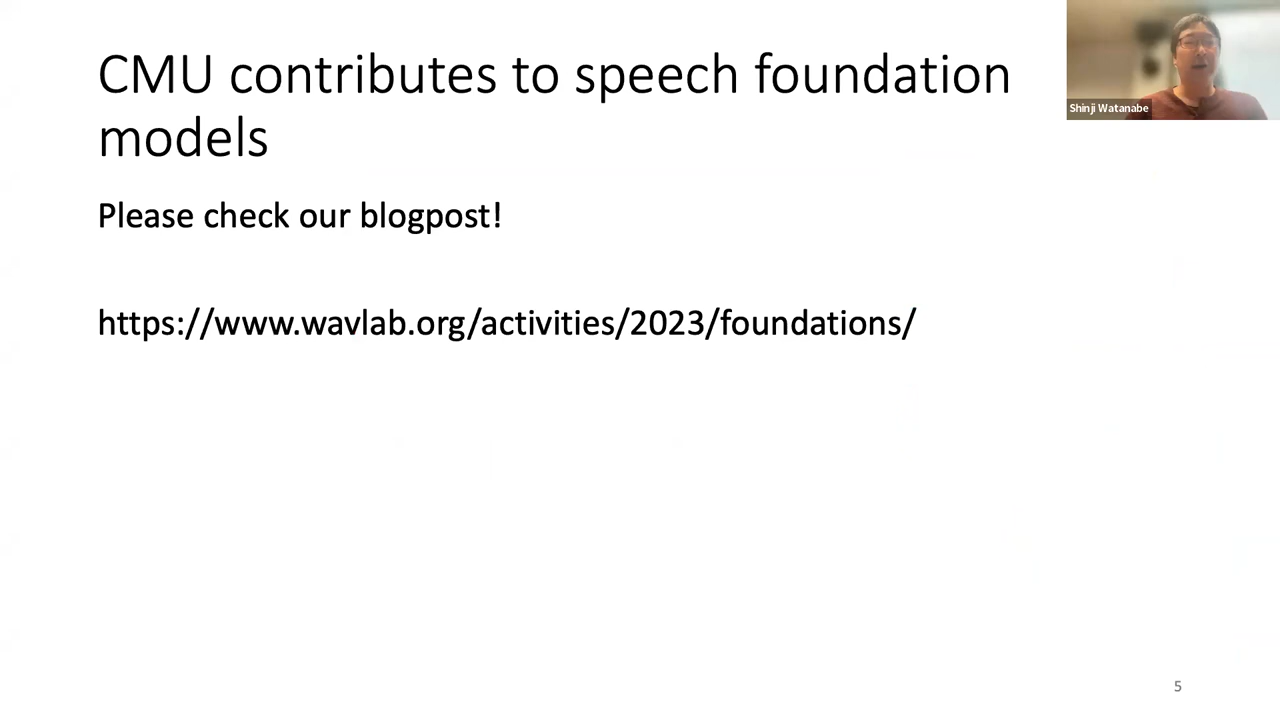 CMU contributes to speech foundation
models
Shinji Watanabe
Please check our blogpost!
https://www.wavlab.org/activities/2023/foundations/
5